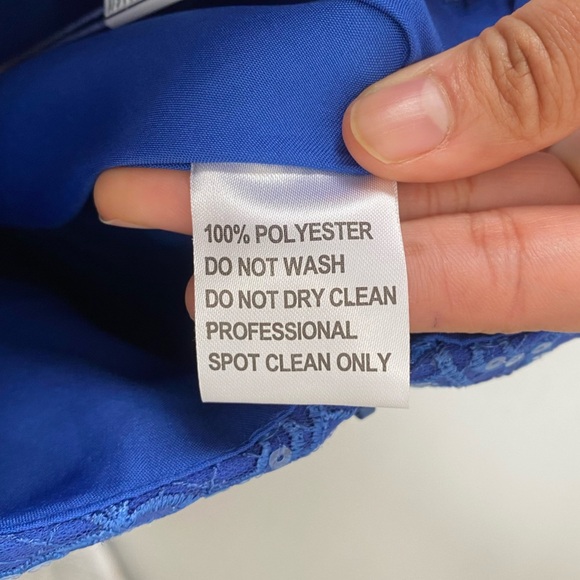 100% POLYESTER
DO NOT WASH
DO NOT DRY CLEAN
PROFESSIONAL
SPOT CLEAN ONLY